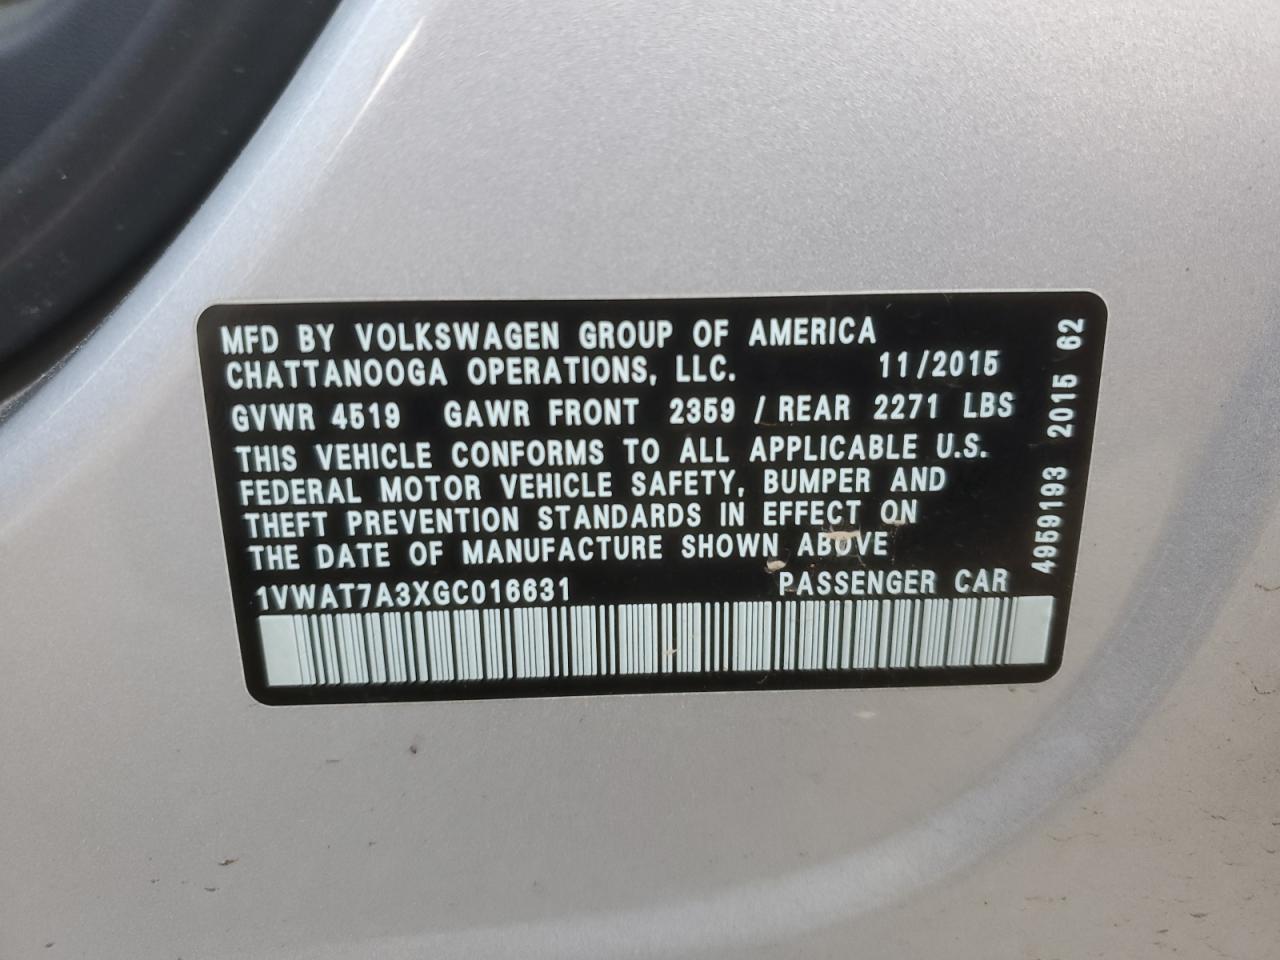 MFD BY VOLKSWAGEN GROUP OF AMERICA
CHATTANOOGA OPERATIONS, LLC. 11/2015
GVWR 4519 GAWR FRONT 2359 / REAR 2271 LBS
THIS VEHICLE CONFORMS TO ALL APPLICABLE U.S.
FEDERAL MOTOR VEHICLE SAFETY, BUMPER AND
THEFT PREVENTION STANDARDS IN EFFECT ON
THE DATE OF MANUFACTURE SHOWN ABOVE
1VWAT7A3XGC016631 PASSENGER CAR
4959193 2015 62